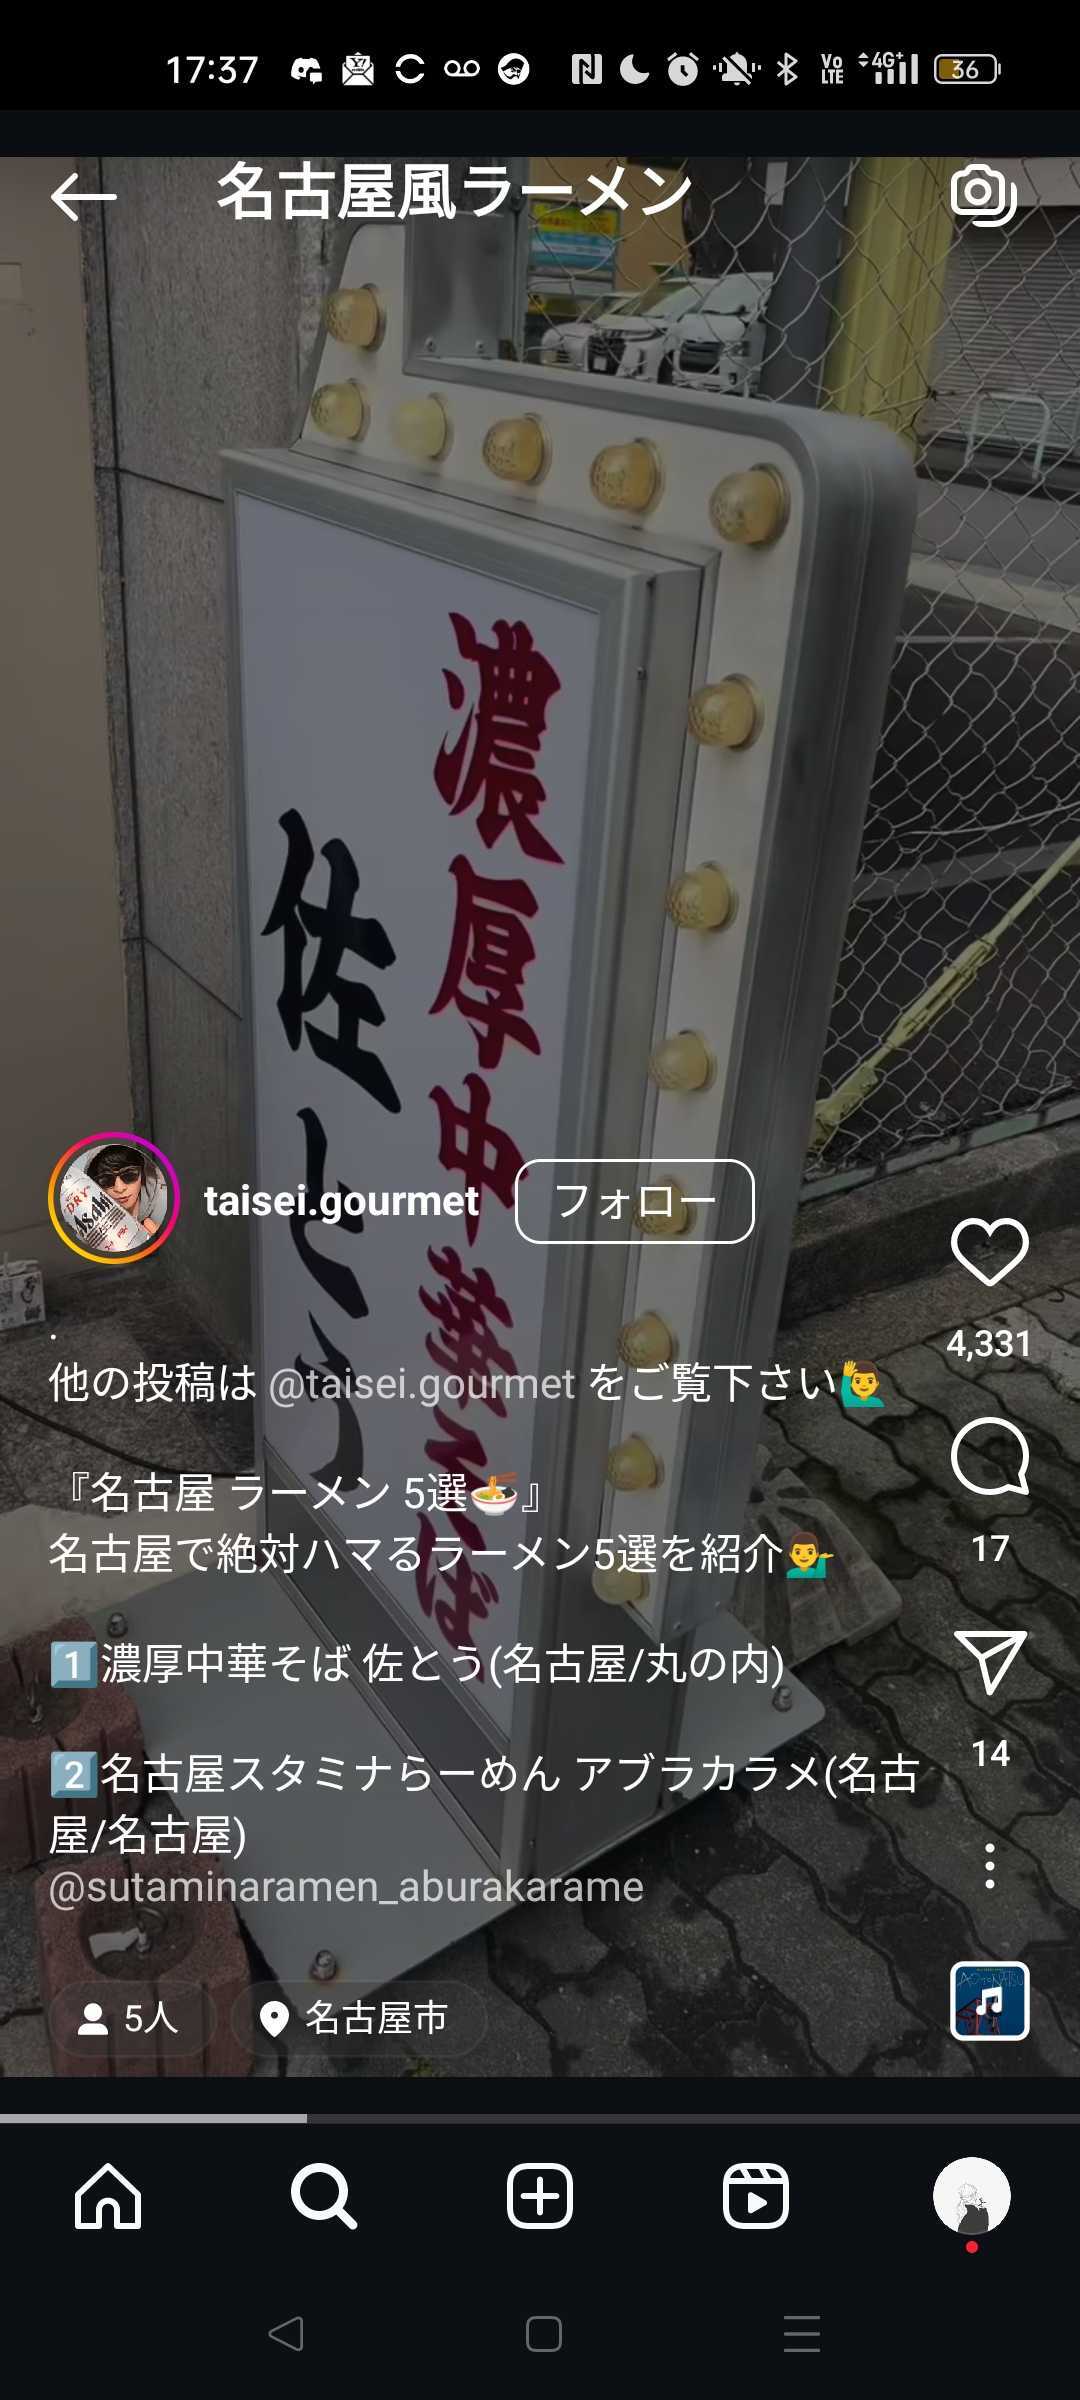 17:37
Vo
LTE
4G+
36
名古屋風ラーメン
濃厚中華そば
佐とう
taisei.gourmet
フォロー
.
他の投稿は @taisei.gourmet をご覧下さい🙋‍♂️
『名古屋 ラーメン 5選🍜』
名古屋で絶対ハマるラーメン5選を紹介💁‍♂️
1️⃣濃厚中華そば 佐とう(名古屋/丸の内)
2️⃣名古屋スタミナらーめん アブラカラメ(名古
屋/名古屋)
@sutaminaramen_aburakarame
5人
名古屋市
4,331
17
14